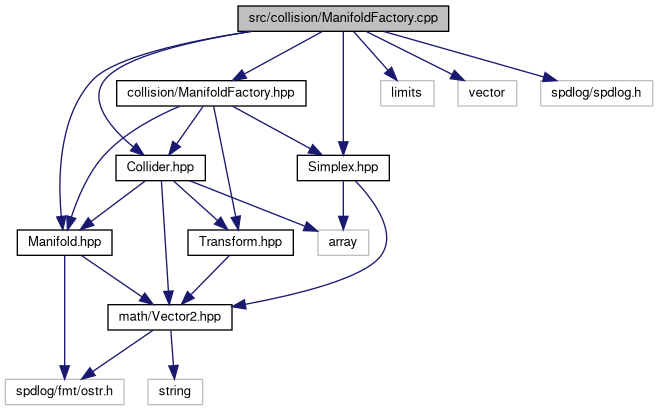 src/collision/ManifoldFactory.cpp
collision/ManifoldFactory.hpp
limits
vector
spdlog/spdlog.h
Collider.hpp
Simplex.hpp
Manifold.hpp
Transform.hpp
array
math/Vector2.hpp
spdlog/fmt/ostr.h
string